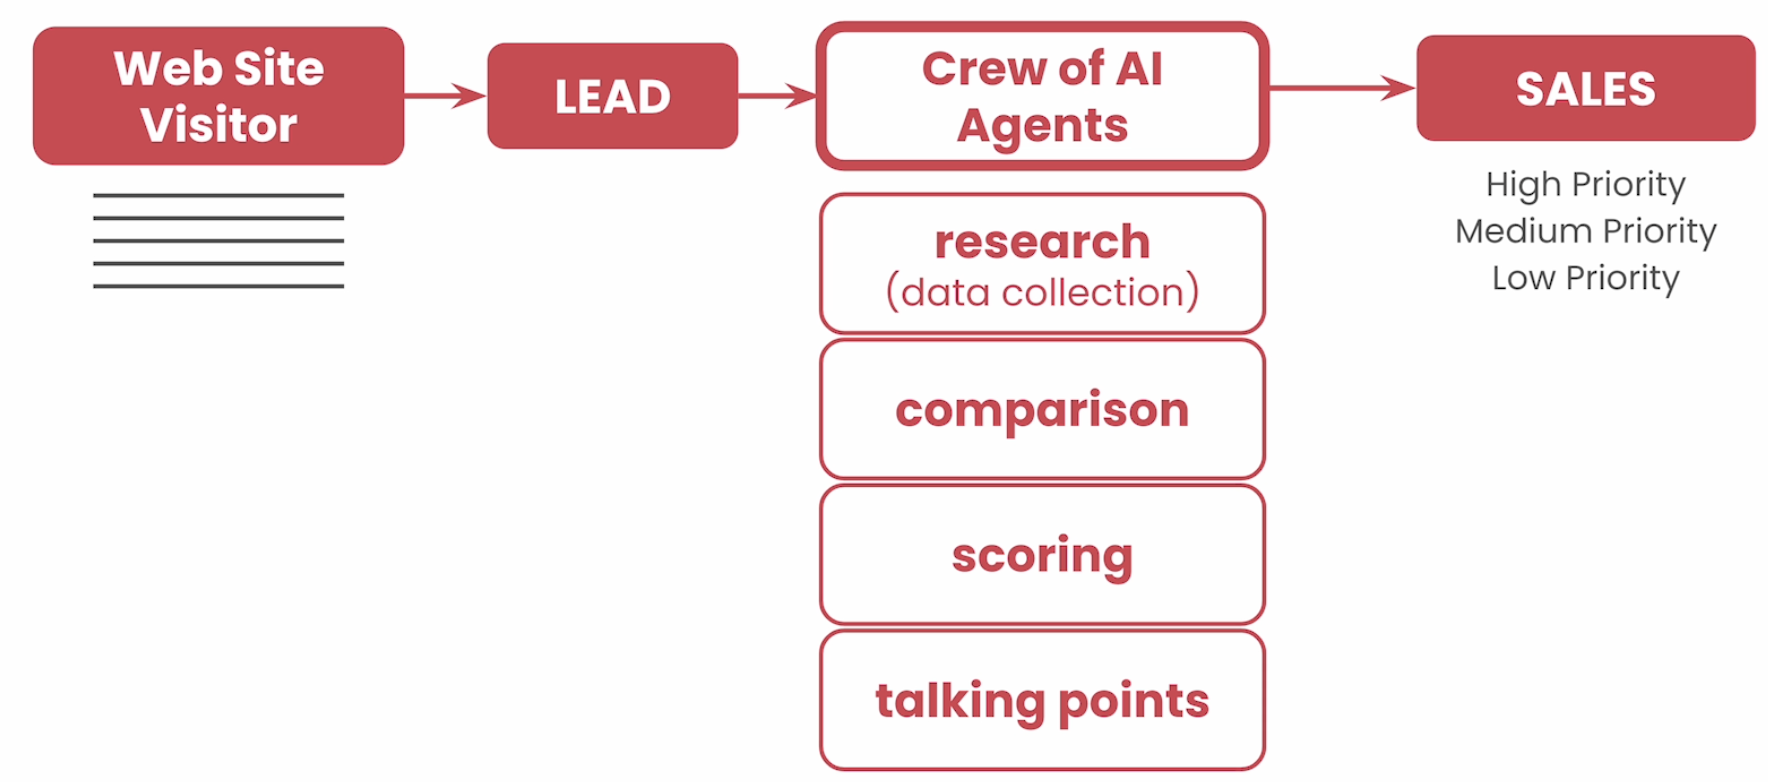 Web Site
Visitor
LEAD
Crew of AI
Agents
SALES
High Priority
Medium Priority
Low Priority
research
(data collection)
comparison
scoring
talking points